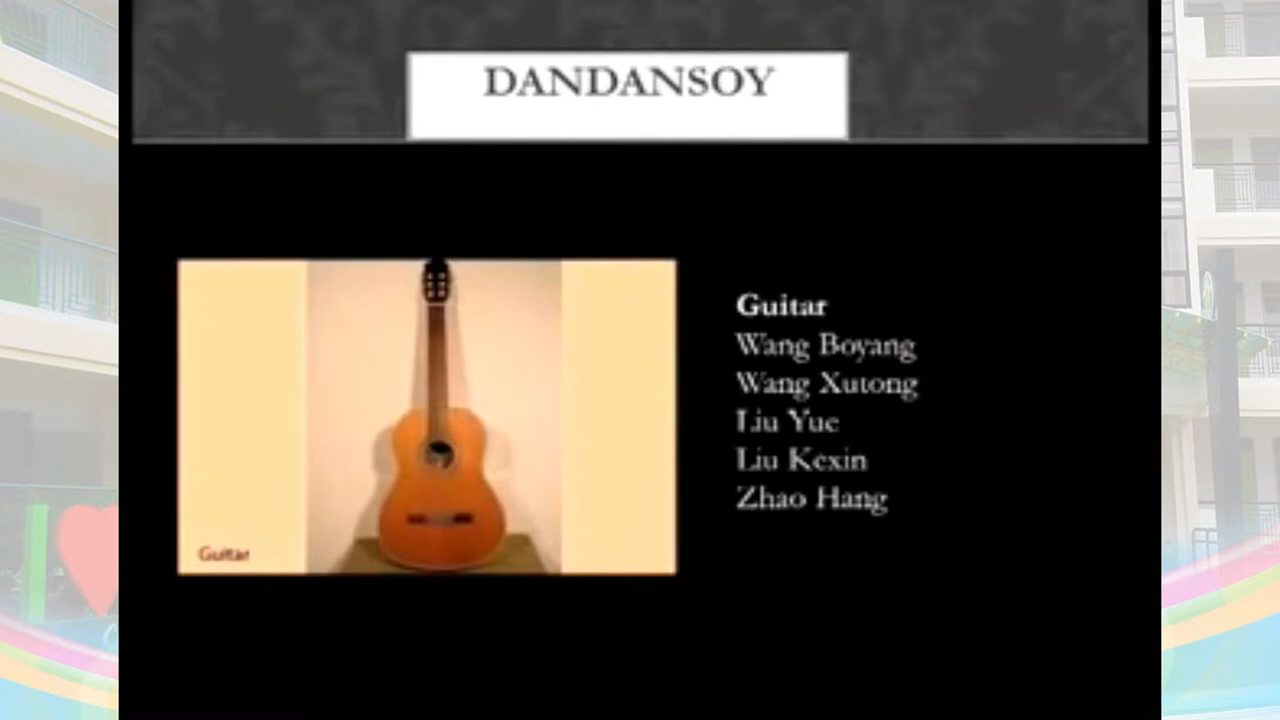 DANDANSOY
Guitar
Guitar
Wang Boyang
Wang Xutong
Liu Yue
Liu Kexin
Zhao Hang